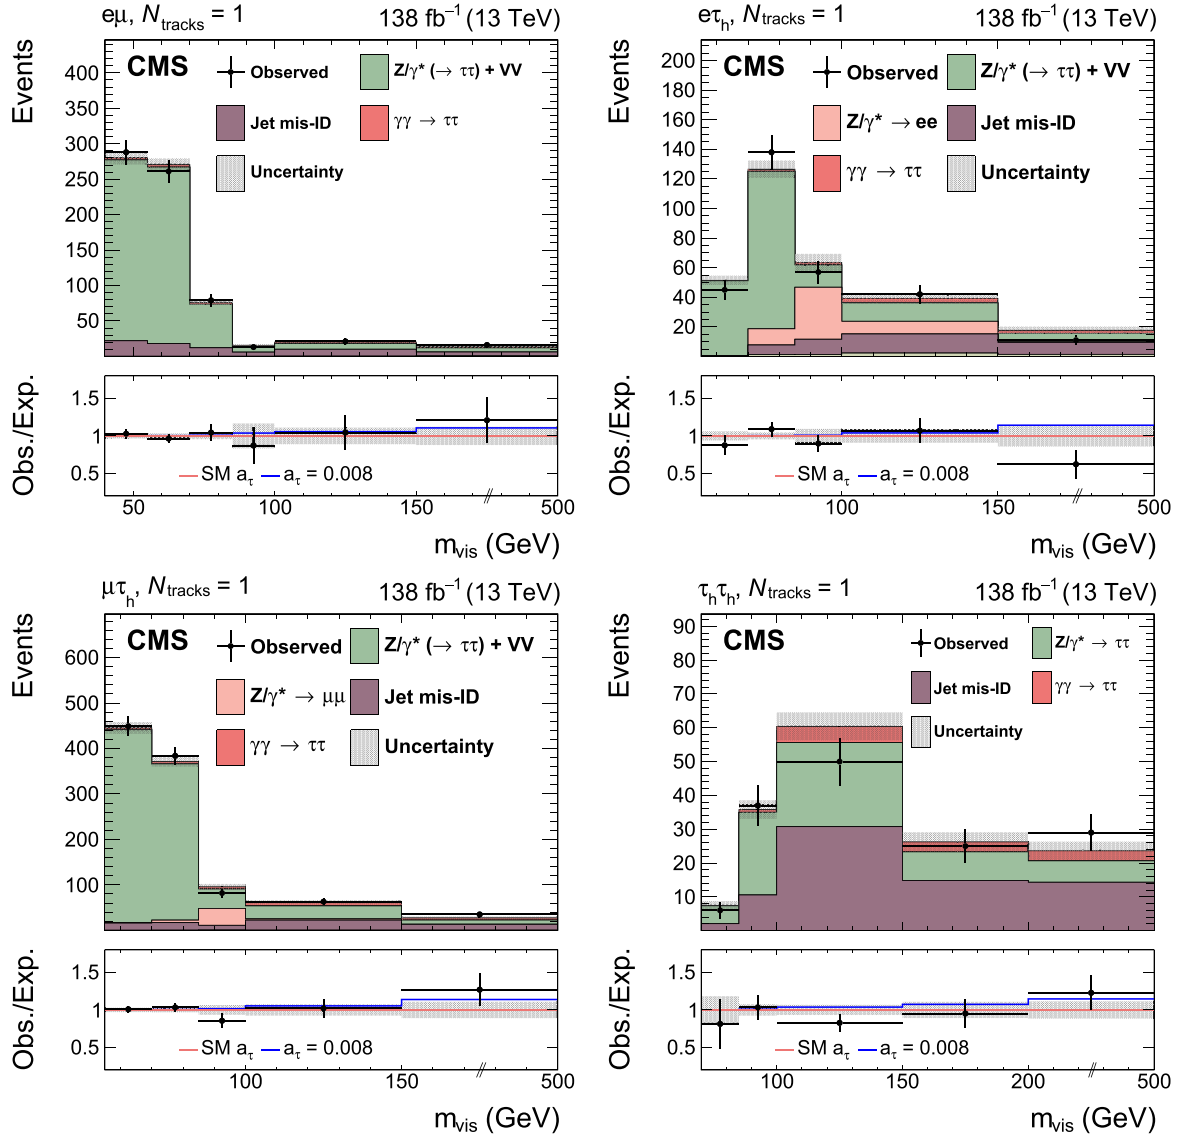 eμ, N_tracks = 1 138 fb⁻¹ (13 TeV)
CMS
Observed
Z/γ* (→ ττ) + VV
Jet mis-ID
γγ → ττ
Uncertainty
Events
400
350
300
250
200
150
100
50
Obs./Exp.
1.5
1
0.5
SM a_τ
a_τ = 0.008
50 100 150 500
m_vis (GeV)
eτ_h, N_tracks = 1 138 fb⁻¹ (13 TeV)
CMS
Observed
Z/γ* (→ ττ) + VV
Z/γ* → ee
Jet mis-ID
γγ → ττ
Uncertainty
Events
200
180
160
140
120
100
80
60
40
20
Obs./Exp.
1.5
1
0.5
SM a_τ
a_τ = 0.008
100 150 500
m_vis (GeV)
μτ_h, N_tracks = 1 138 fb⁻¹ (13 TeV)
CMS
Observed
Z/γ* (→ ττ) + VV
Z/γ* → μμ
Jet mis-ID
γγ → ττ
Uncertainty
Events
600
500
400
300
200
100
Obs./Exp.
1.5
1
0.5
SM a_τ
a_τ = 0.008
100 150 500
m_vis (GeV)
τ_hτ_h, N_tracks = 1 138 fb⁻¹ (13 TeV)
CMS
Observed
Z/γ* → ττ
Jet mis-ID
γγ → ττ
Uncertainty
Events
90
80
70
60
50
40
30
20
10
Obs./Exp.
1.5
1
0.5
SM a_τ
a_τ = 0.008
100 150 200 500
m_vis (GeV)